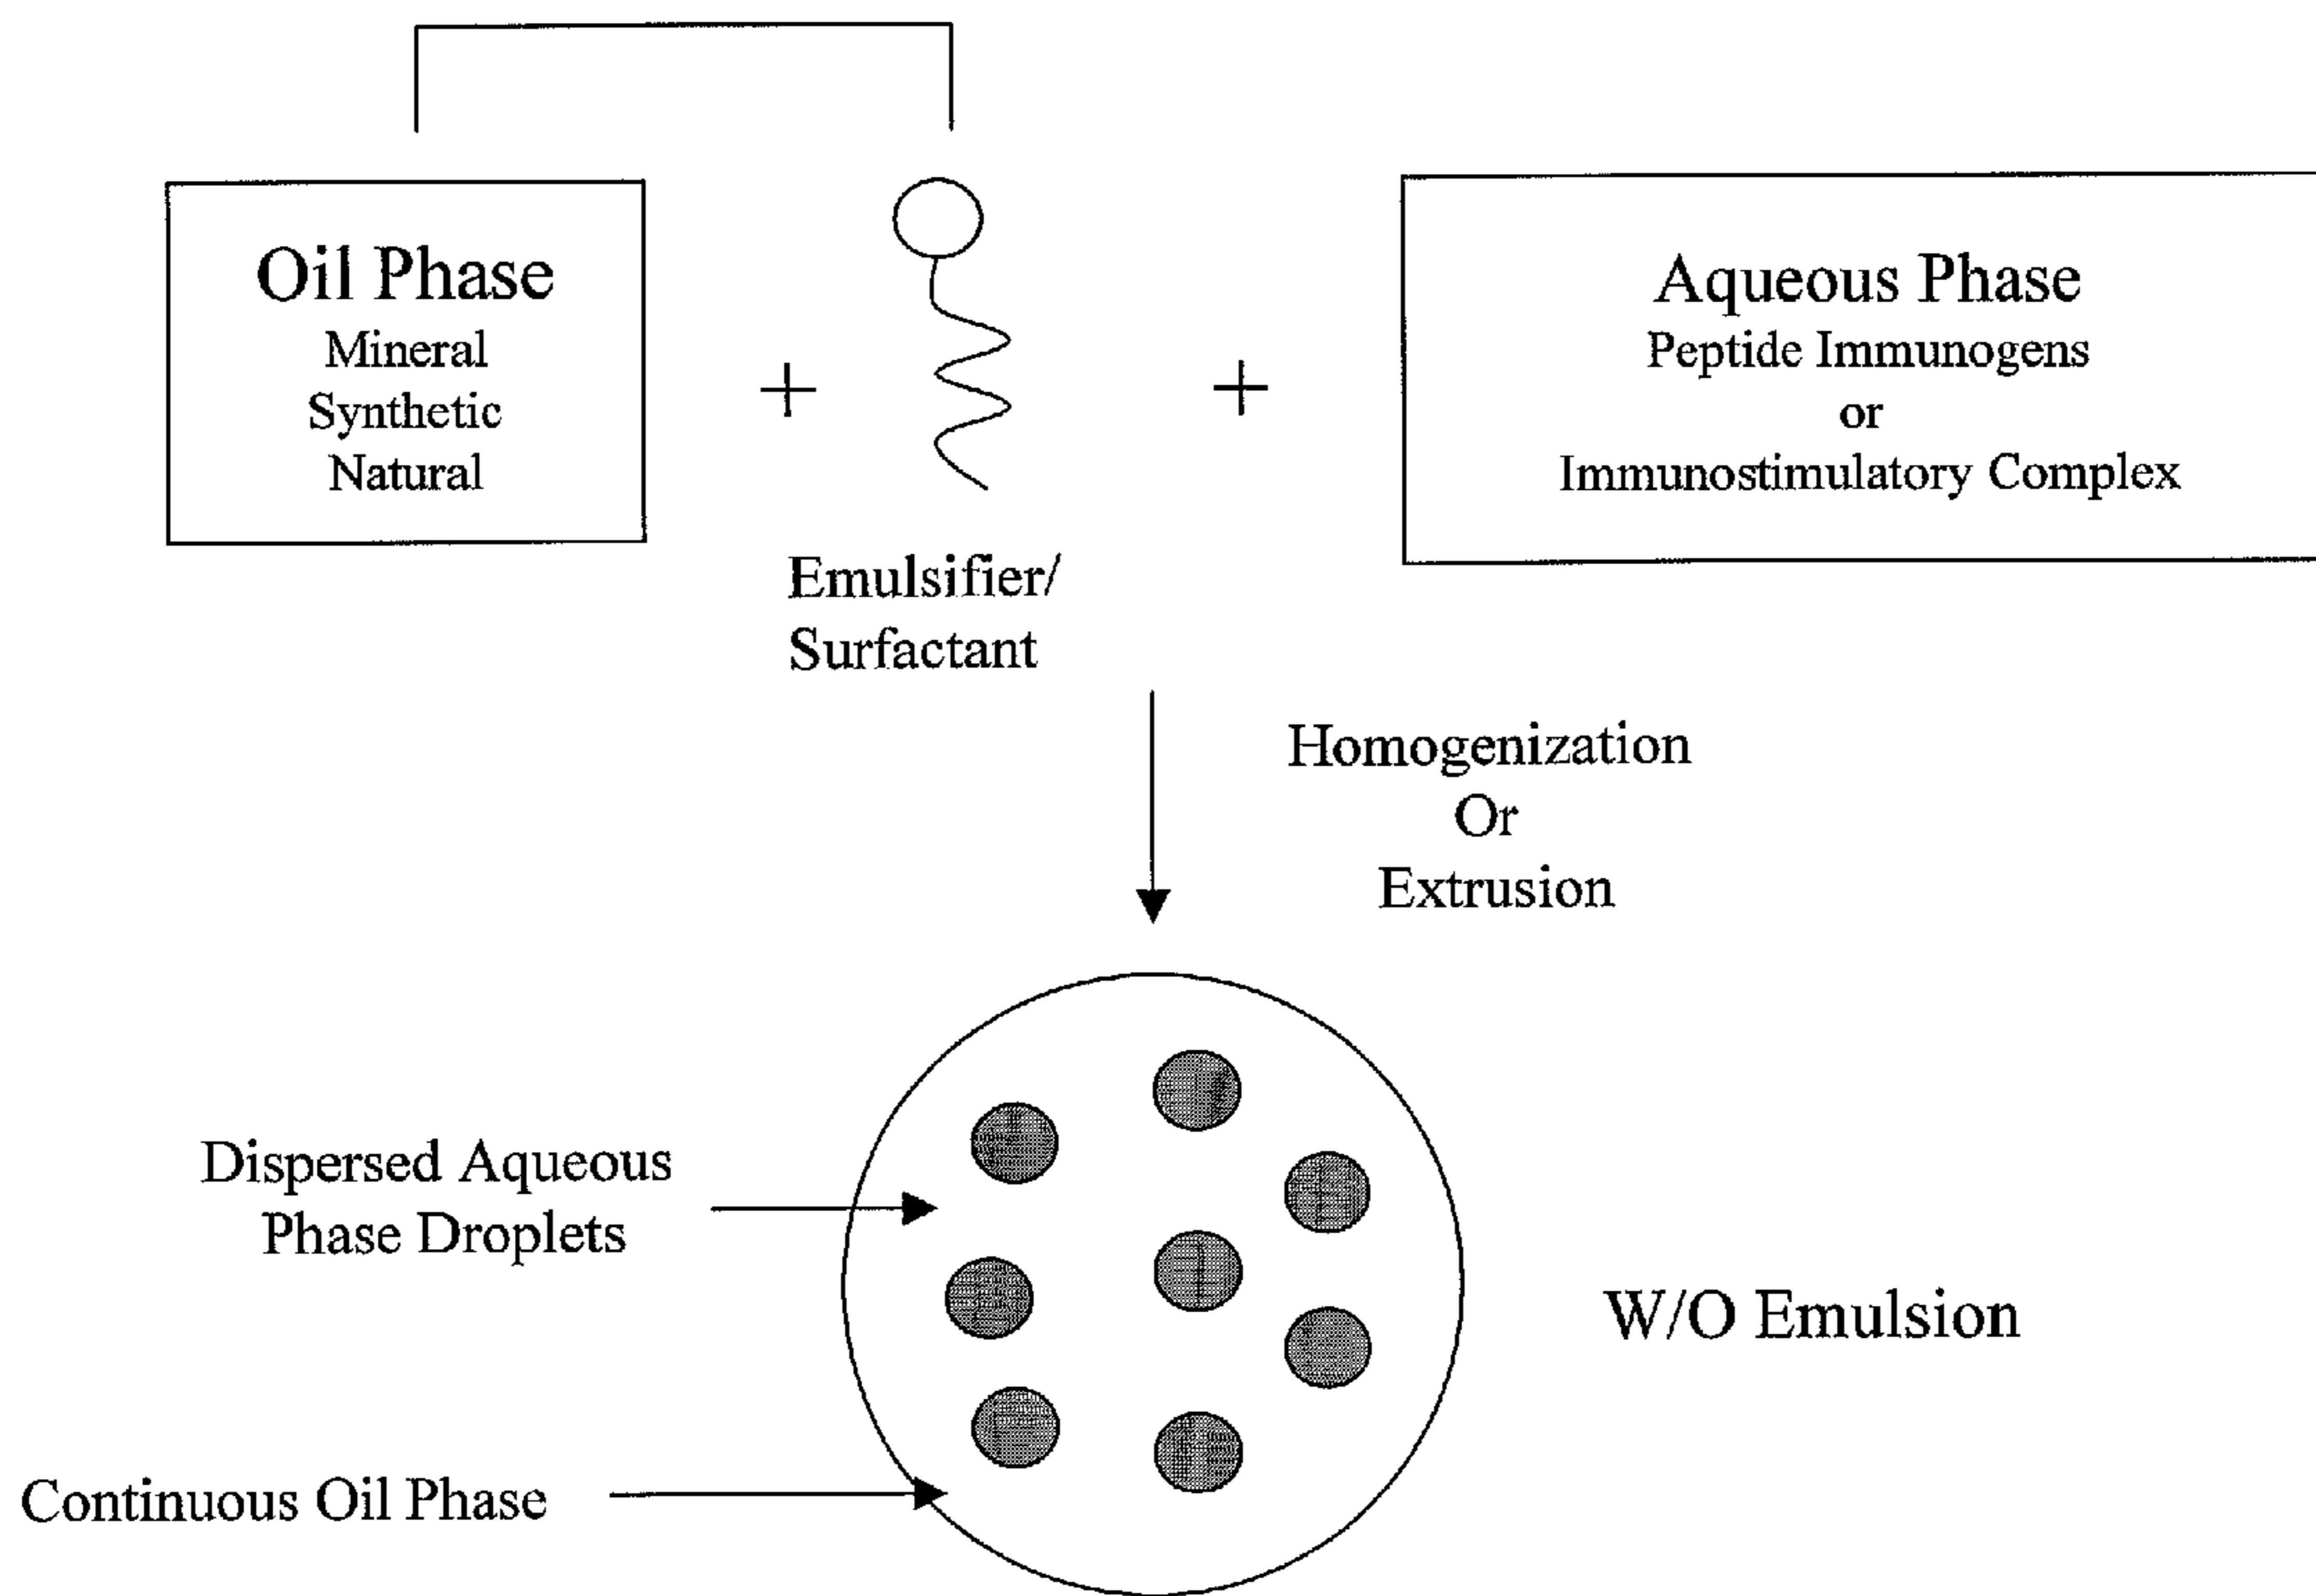 Oil Phase
Mineral
Synthetic
Natural
+
Emulsifier/
Surfactant
+
Aqueous Phase
Peptide Immunogens
or
Immunostimulatory Complex
Homogenization
Or
Extrusion
Dispersed Aqueous
Phase Droplets
W/O Emulsion
Continuous Oil Phase